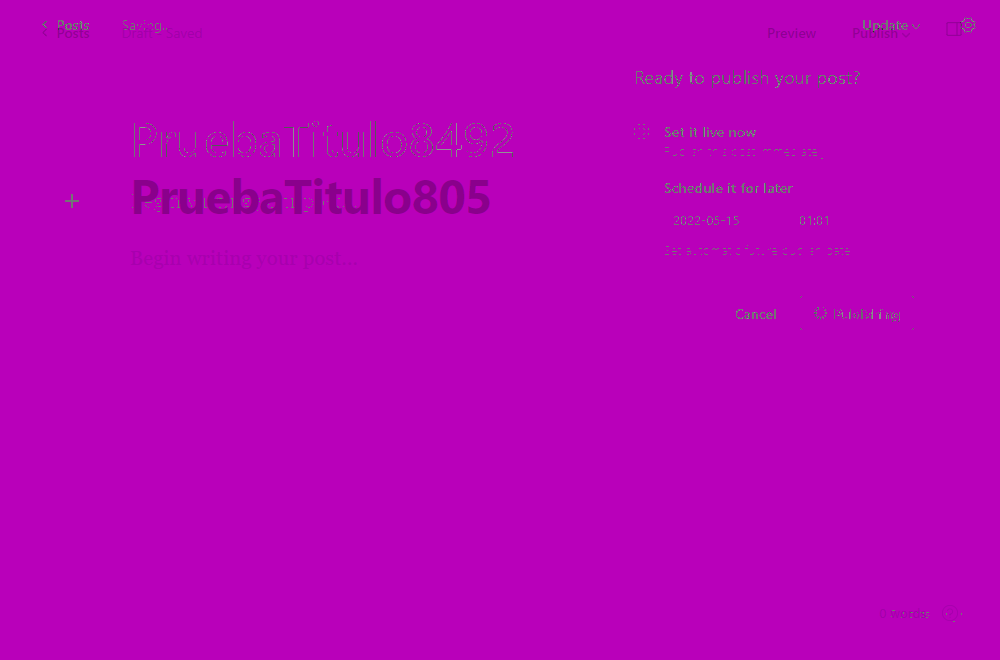 Posts Saving... Update
Posts Draft Saved Preview Publish
Ready to publish your post?
PruebaTitulo8492
Set it live now
Publish this post immediately
PruebaTitulo805
Schedule it for later
2022-05-15 01:01
Set automatic future publish date
Begin writing your post...
Cancel Publishing